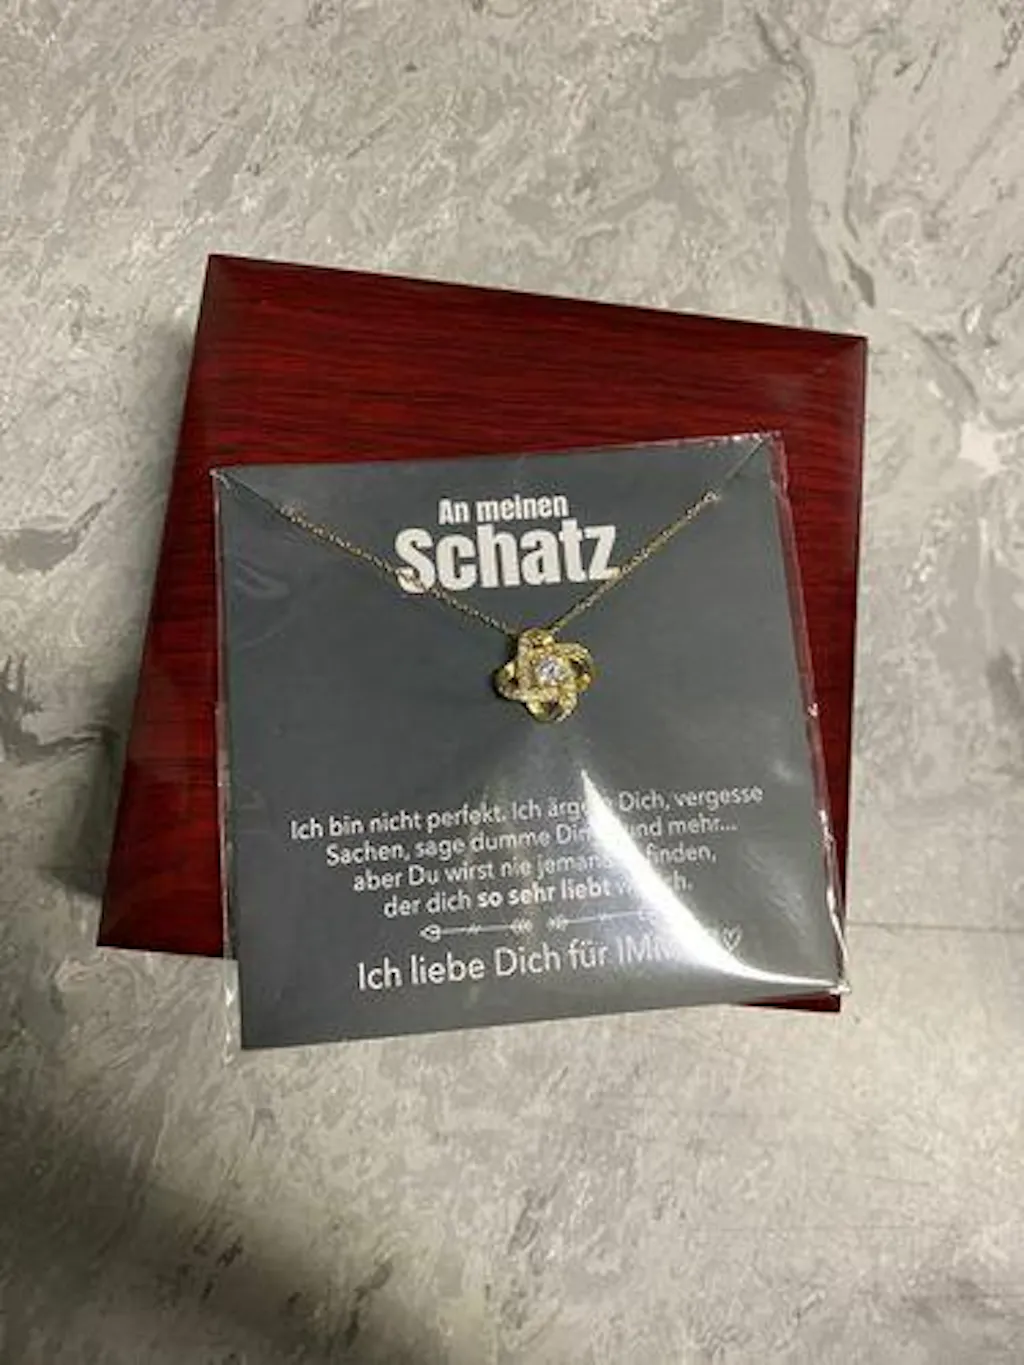 An meinen
Schatz
Ich bin nicht perfekt. Ich Dich, vergesse
Sachen, sage dumme und mehr...
aber Du wirst nie finden,
der dich so sehr liebt
Ich liebe Dich für